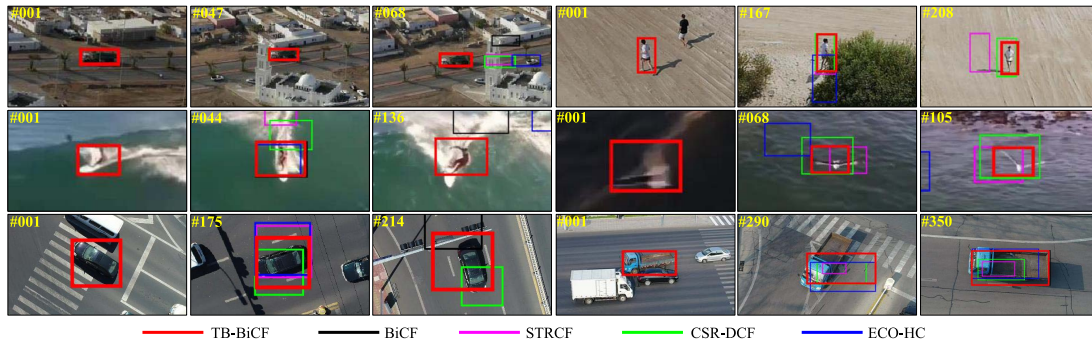 #001 #047 #068 #001 #167 #208
#001 #044 #136 #001 #068 #105
#001 #175 #214 #001 #290 #350
TB-BiCF BiCF STRCF CSR-DCF ECO-HC